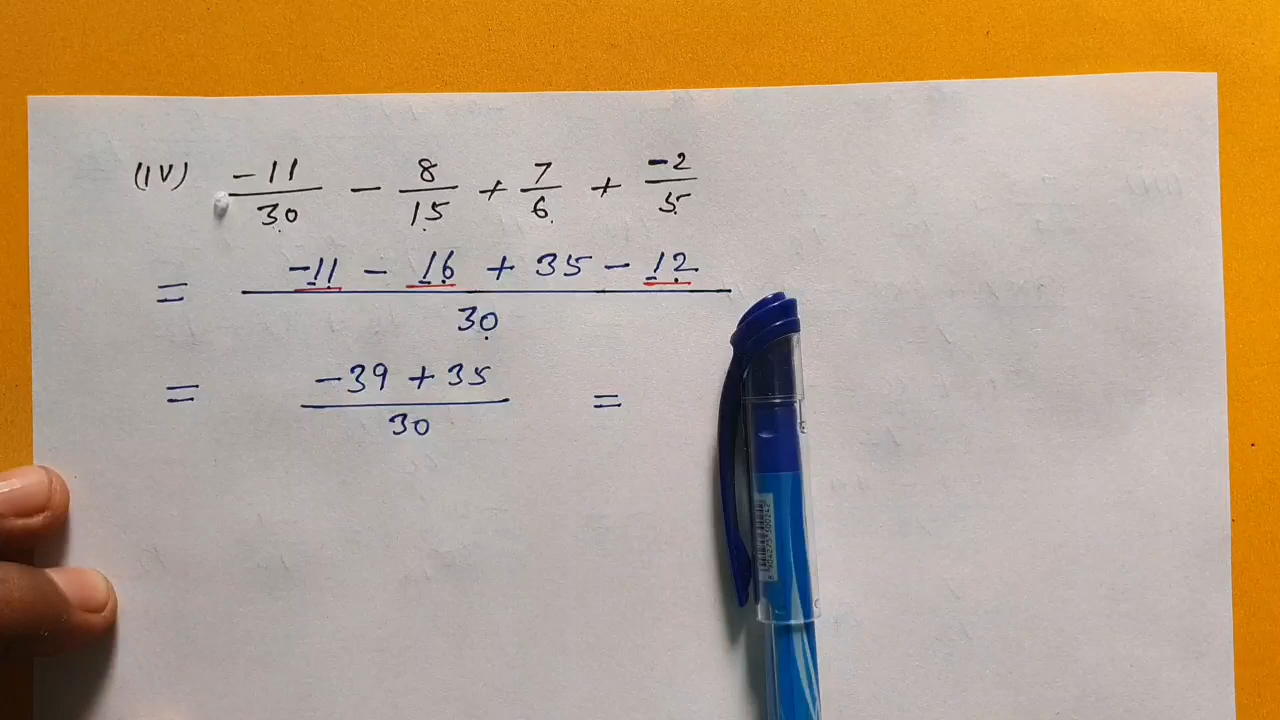 (IV) -11/30 - 8/15 + 7/6 + -2/5
= -11 - 16 + 35 - 12 / 30
= -39 + 35 / 30 =